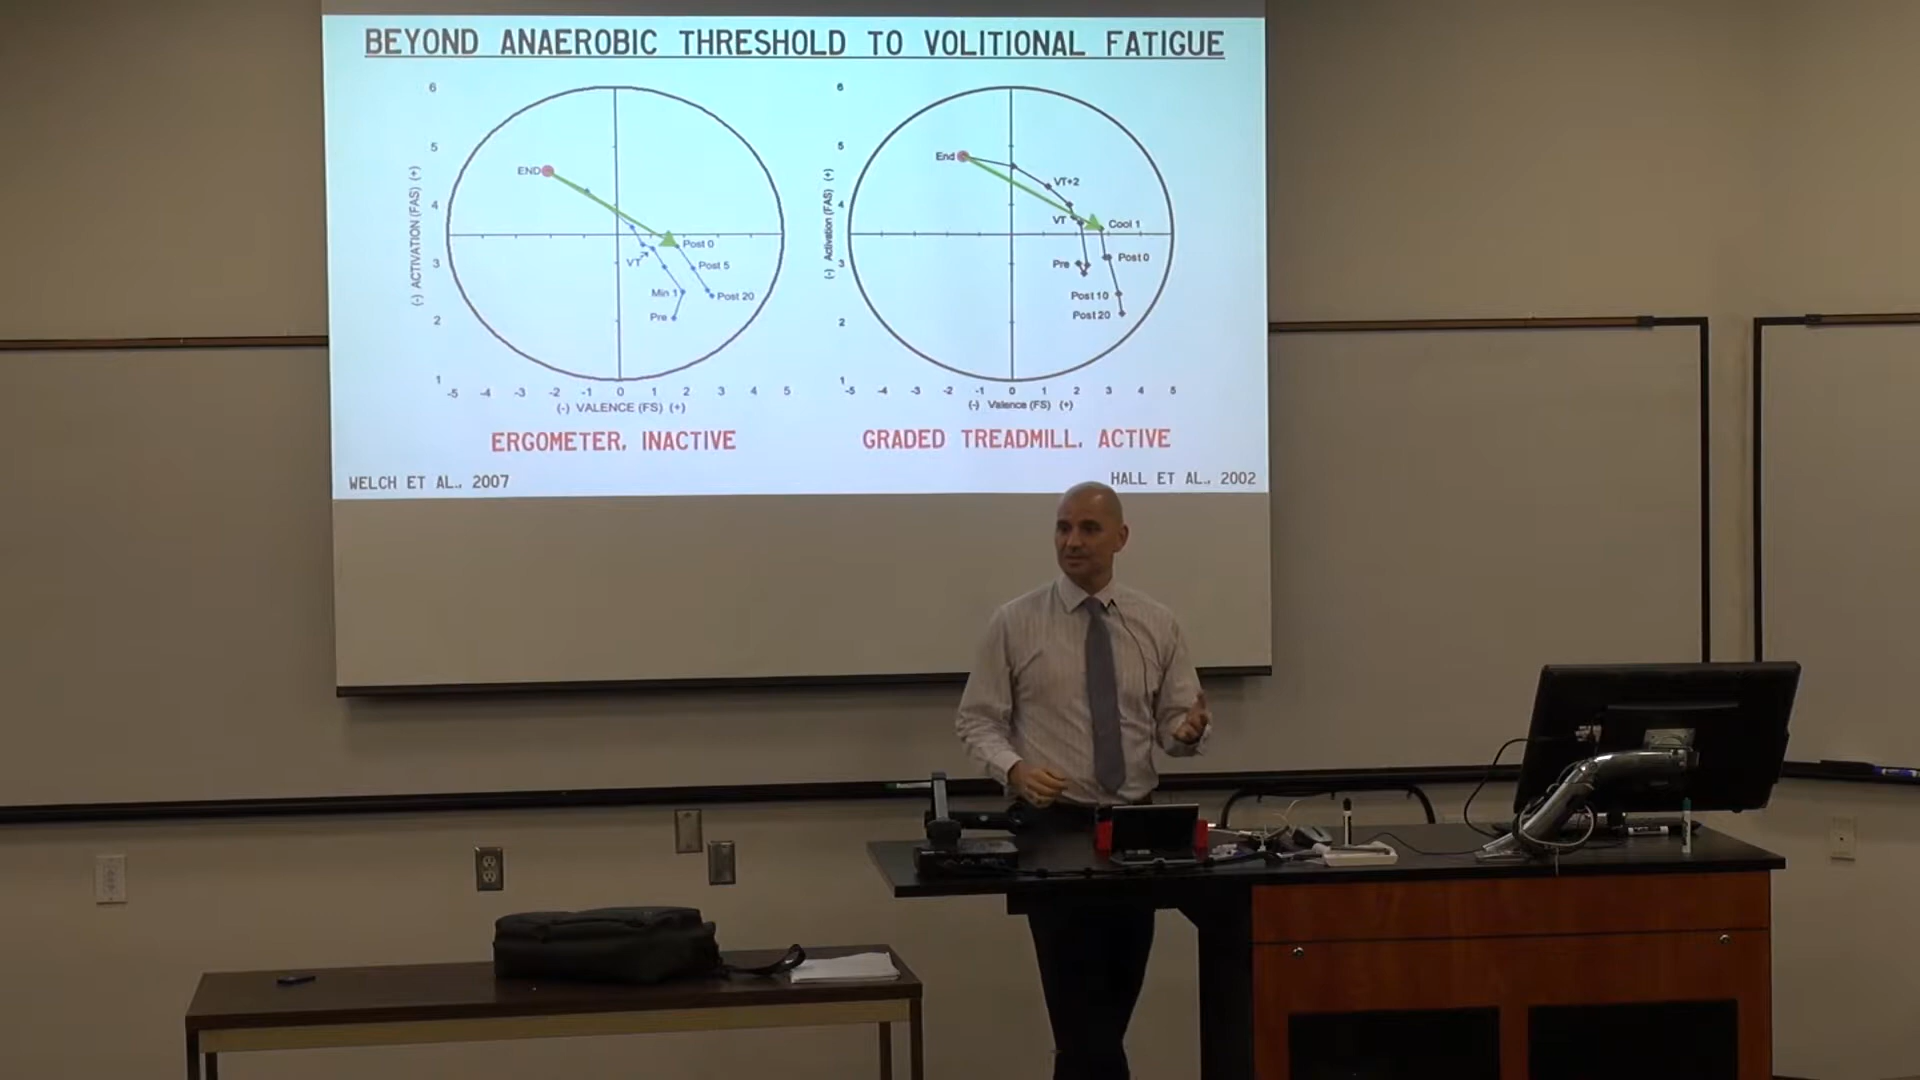 BEYOND ANAEROBIC THRESHOLD TO VOLITIONAL FATIGUE
6
5
4
3
2
1
(-) ACTIVATION (FAS) (+)
END
VT
Min 1
Pre
Post 0
Post 5
Post 20
-5 -4 -3 -2 -1 0 1 2 3 4 5
(-) VALENCE (FS) (+)
ERGOMETER, INACTIVE
WELCH ET AL., 2007
6
5
4
3
2
1
(-) Activation (FAS) (+)
End
VT+2
VT
Cool 1
Pre
Post 0
Post 10
Post 20
-5 -4 -3 -2 -1 0 1 2 3 4 5
(-) Valence (FS) (+)
GRADED TREADMILL, ACTIVE
HALL ET AL., 2002